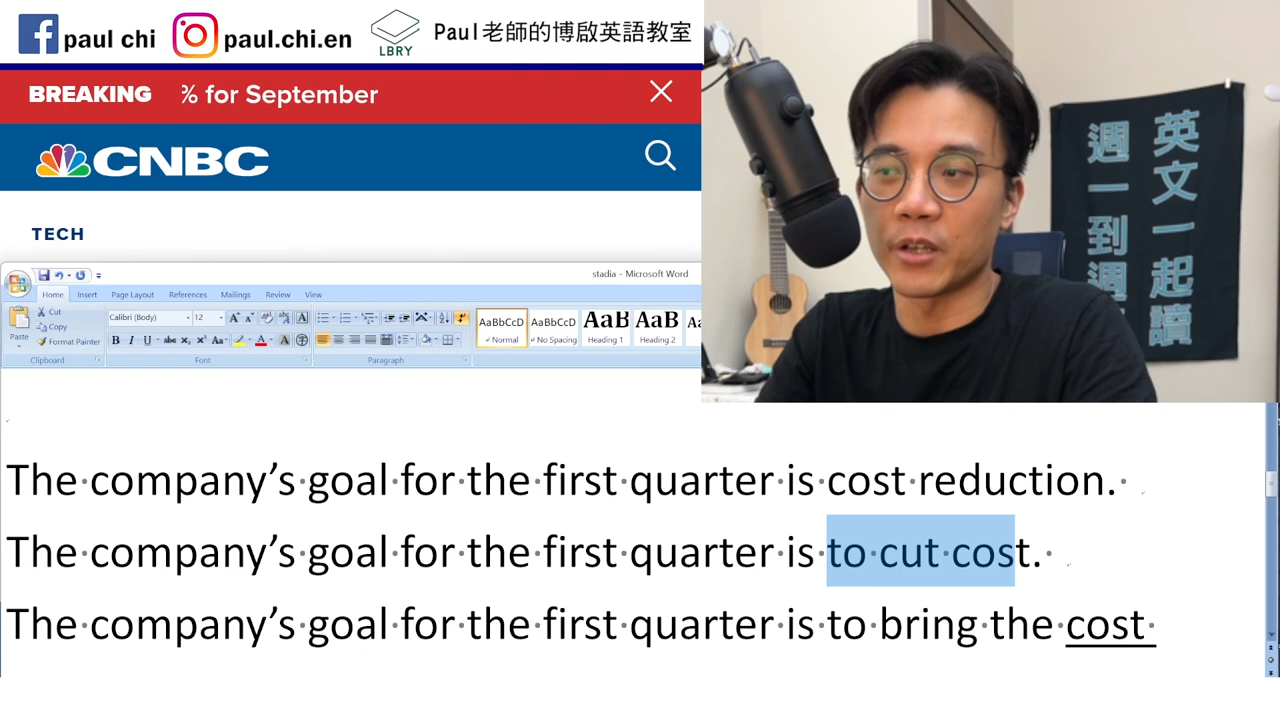 paul chi
paul.chi.en
LBRY
Paul老師的博啟英語教室
BREAKING % for September
CNBC
TECH
stadia - Microsoft Word
Home Insert Page Layout References Mailings Review View
Paste
Cut
Copy
Format Painter
Clipboard
Calibri (Body) 12
Font
Paragraph
AaBbCcD AaBbCcD AaBb AaBb
Normal No Spacing Heading 1 Heading 2
英文一起讀
週一到週
The company’s goal for the first quarter is cost reduction.
The company’s goal for the first quarter is to cut cost.
The company’s goal for the first quarter is to bring the cost